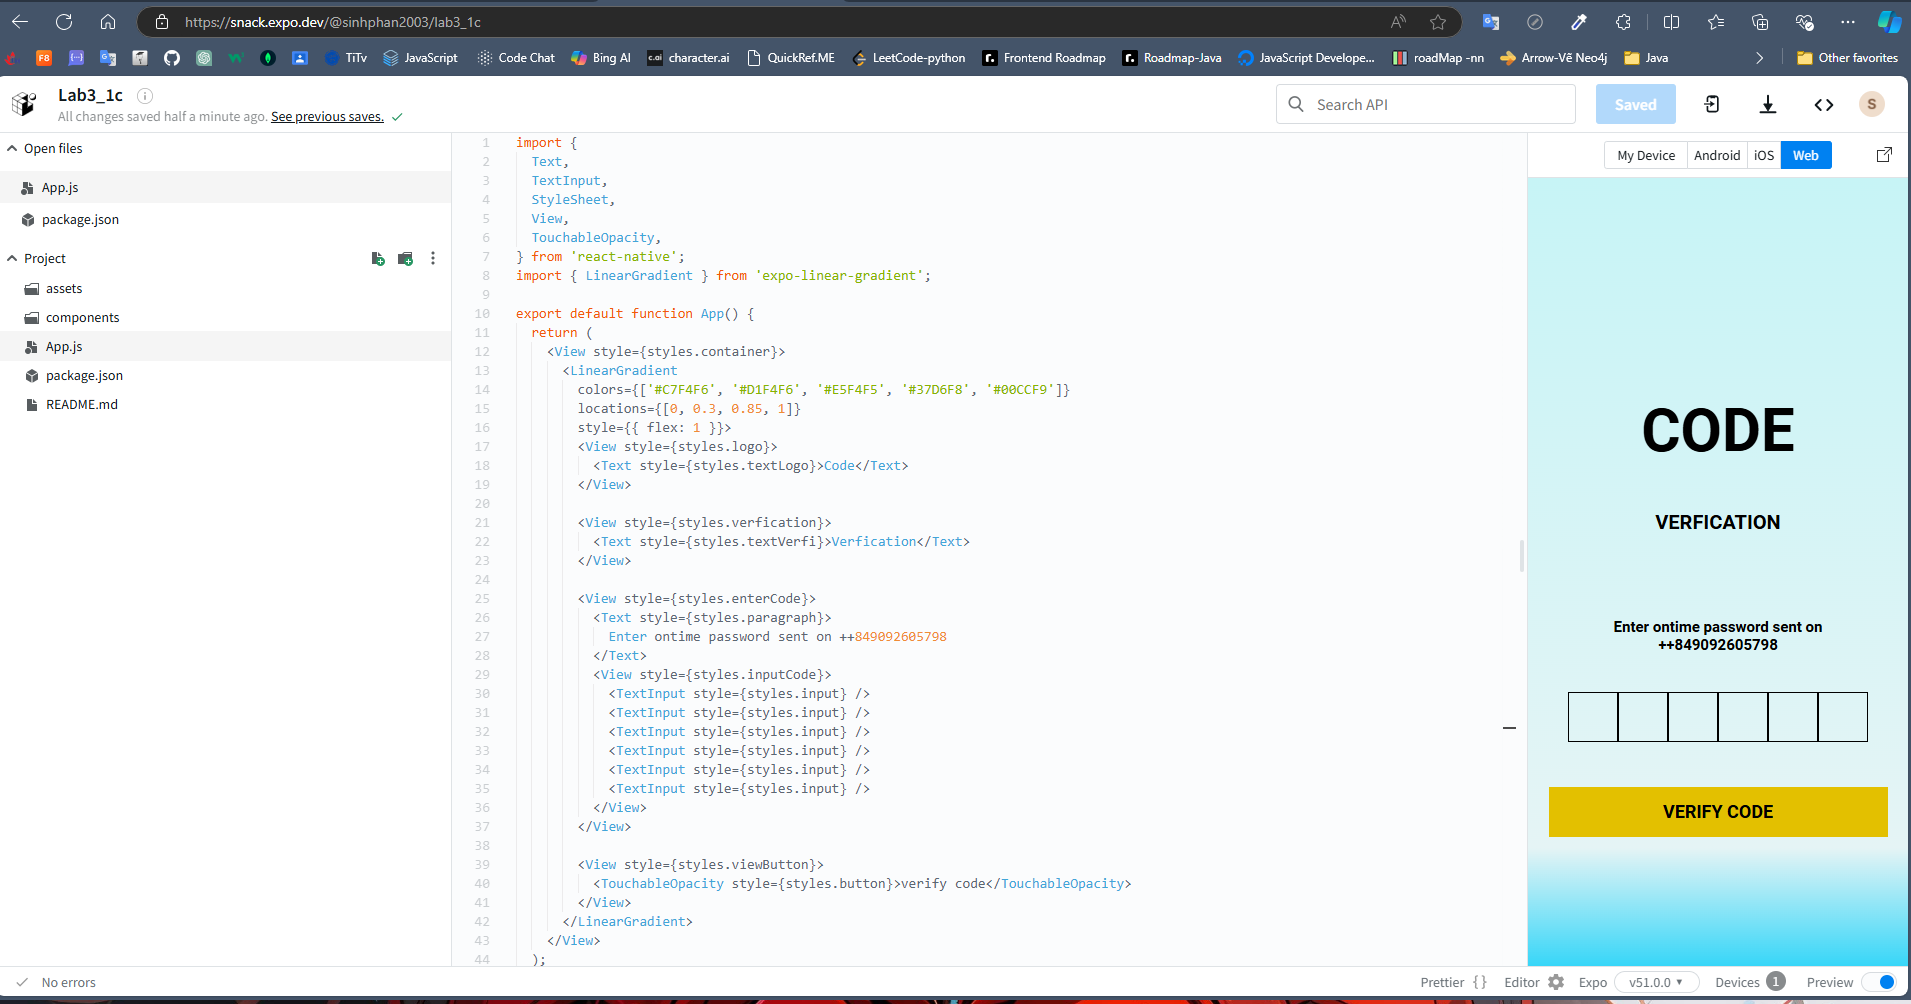 https://snack.expo.dev/@sinhphan2003/lab3_1c
F8
TiTv
JavaScript
Code Chat
Bing AI
c.ai character.ai
QuickRef.ME
LeetCode-python
Frontend Roadmap
Roadmap-Java
JavaScript Develope...
roadMap -nn
Arrow-Vẽ Neo4j
Java
Other favorites
Lab3_1c
All changes saved half a minute ago. See previous saves.
Search API
Saved
S
Open files
App.js
package.json
Project
assets
components
App.js
package.json
README.md
1 import {
2 Text,
3 TextInput,
4 StyleSheet,
5 View,
6 TouchableOpacity,
7 } from 'react-native';
8 import { LinearGradient } from 'expo-linear-gradient';
9
10 export default function App() {
11 return (
12 <View style={styles.container}>
13 <LinearGradient
14 colors={['#C7F4F6', '#D1F4F6', '#E5F4F5', '#37D6F8', '#00CCF9']}
15 locations={[0, 0.3, 0.85, 1]}
16 style={{ flex: 1 }}>
17 <View style={styles.logo}>
18 <Text style={styles.textLogo}>Code</Text>
19 </View>
20
21 <View style={styles.verfication}>
22 <Text style={styles.textVerfi}>Verfication</Text>
23 </View>
24
25 <View style={styles.enterCode}>
26 <Text style={styles.paragraph}>
27 Enter ontime password sent on ++849092605798
28 </Text>
29 <View style={styles.inputCode}>
30 <TextInput style={styles.input} />
31 <TextInput style={styles.input} />
32 <TextInput style={styles.input} />
33 <TextInput style={styles.input} />
34 <TextInput style={styles.input} />
35 <TextInput style={styles.input} />
36 </View>
37 </View>
38
39 <View style={styles.viewButton}>
40 <TouchableOpacity style={styles.button}>verify code</TouchableOpacity>
41 </View>
42 </LinearGradient>
43 </View>
44 );
My Device
Android
iOS
Web
CODE
VERFICATION
Enter ontime password sent on
++849092605798
VERIFY CODE
No errors
Prettier { }
Editor
Expo
v51.0.0
Devices 1
Preview